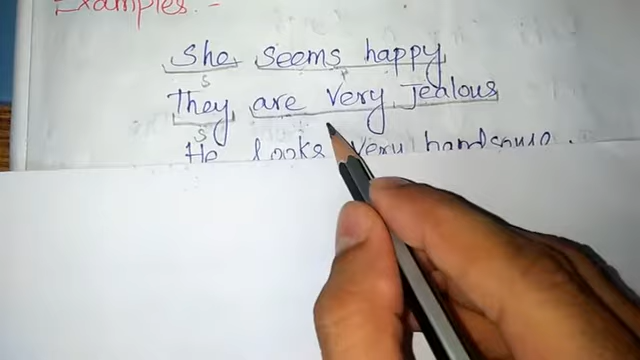 Examples :-
She seems happy
S P
They are very Jealous
S
He looks very handsome.